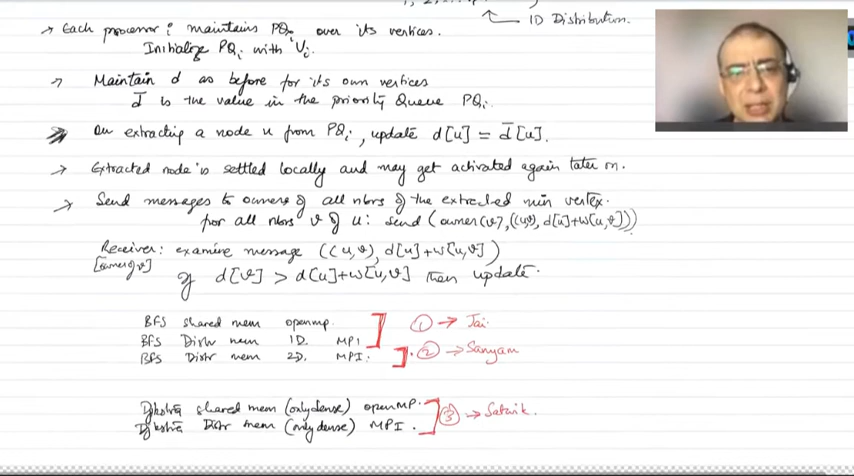 1D Distribution.
→ Each processor i maintains PQi over its vertices.
Initialize PQi with Vi.
→ Maintain d as before for its own vertices
d̄ is the value in the priority Queue PQi.
→ On extracting a node u from PQi, update d[u] = d̄[u].
→ Extracted node is settled locally and may get activated again later on.
→ Send messages to owners of all nbrs of the extracted min vertex.
for all nbrs v of u: send (owner(v), ((u,v), d[u]+w[u,v]))
Receiver: examine message ((u,v), d[u]+w[u,v])
[owner of v]
if d[v] > d[u]+w[u,v] then update.
BFS shared mem openmp.
① → Jai
BFS Distr mem 1D. MPI
BFS Distr mem 2D. MPI.
② → Sanyam
Djkstra shared mem (only dense) openMP.
③ → Satvik.
Djkstra Distr mem (only dense) MPI.